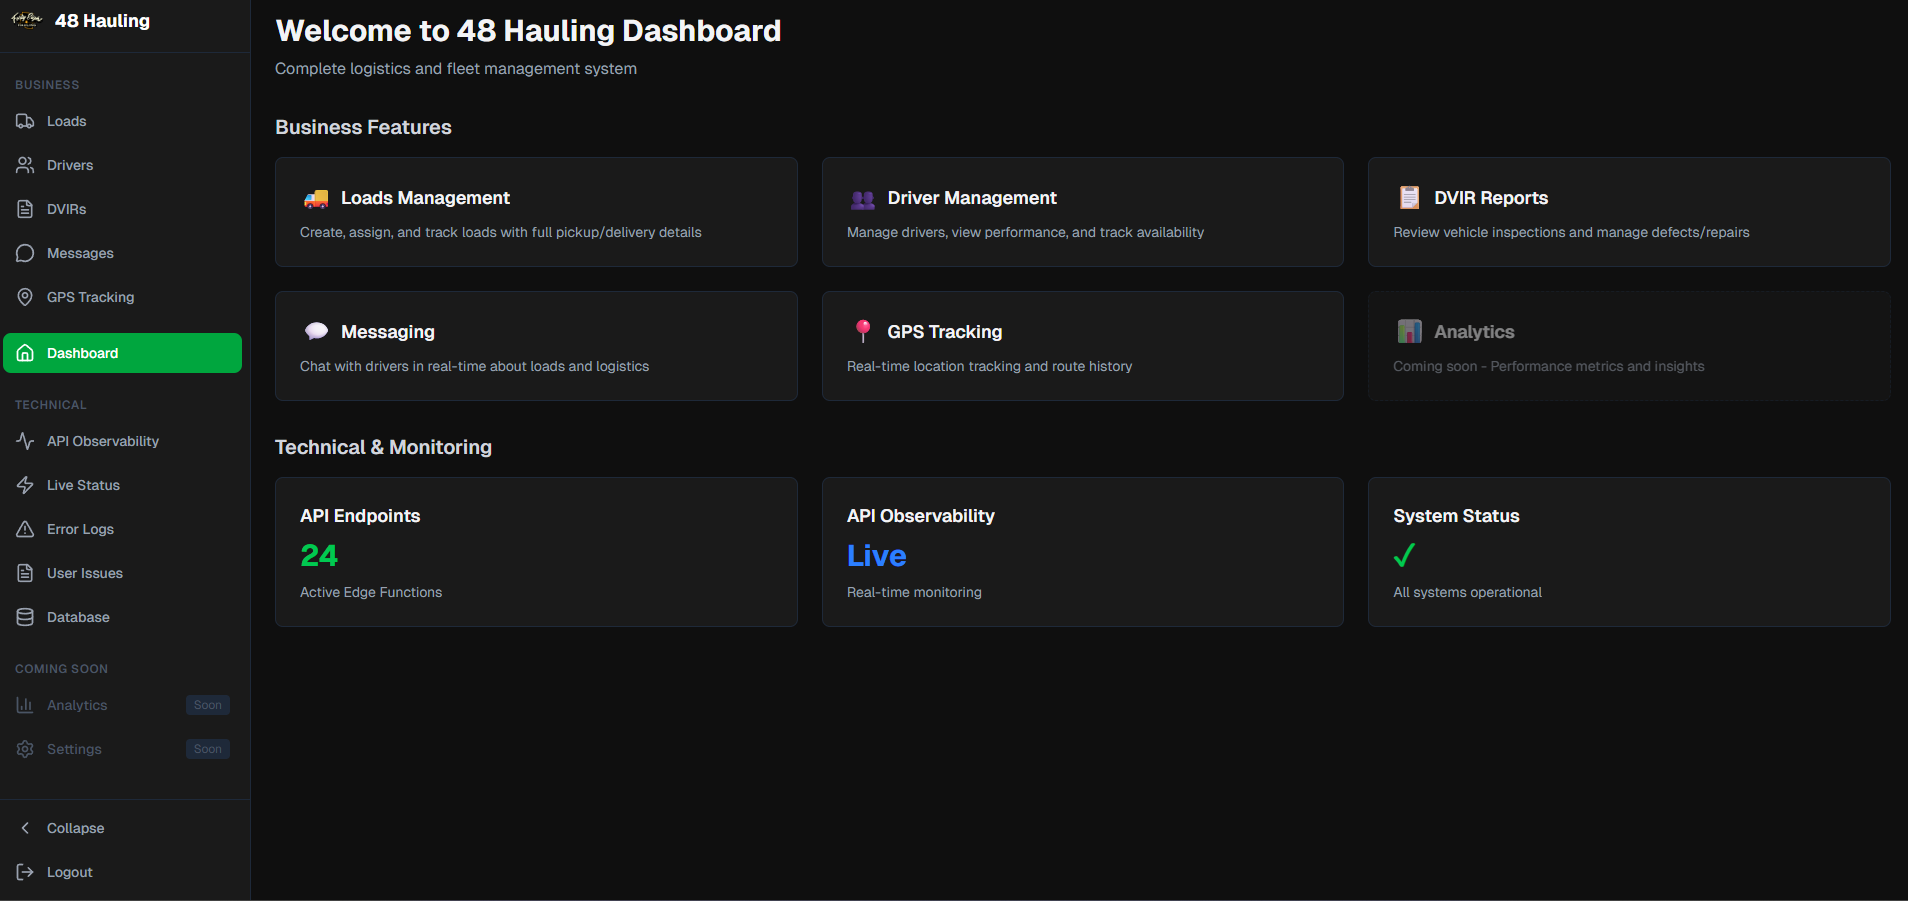 48 Hauling
BUSINESS
Loads
Drivers
DVIRs
Messages
GPS Tracking
Dashboard
TECHNICAL
API Observability
Live Status
Error Logs
User Issues
Database
COMING SOON
Analytics Soon
Settings Soon
Collapse
Logout
Welcome to 48 Hauling Dashboard
Complete logistics and fleet management system
Business Features
Loads Management
Create, assign, and track loads with full pickup/delivery details
Driver Management
Manage drivers, view performance, and track availability
DVIR Reports
Review vehicle inspections and manage defects/repairs
Messaging
Chat with drivers in real-time about loads and logistics
GPS Tracking
Real-time location tracking and route history
Analytics
Coming soon - Performance metrics and insights
Technical & Monitoring
API Endpoints
24
Active Edge Functions
API Observability
Live
Real-time monitoring
System Status
✓
All systems operational